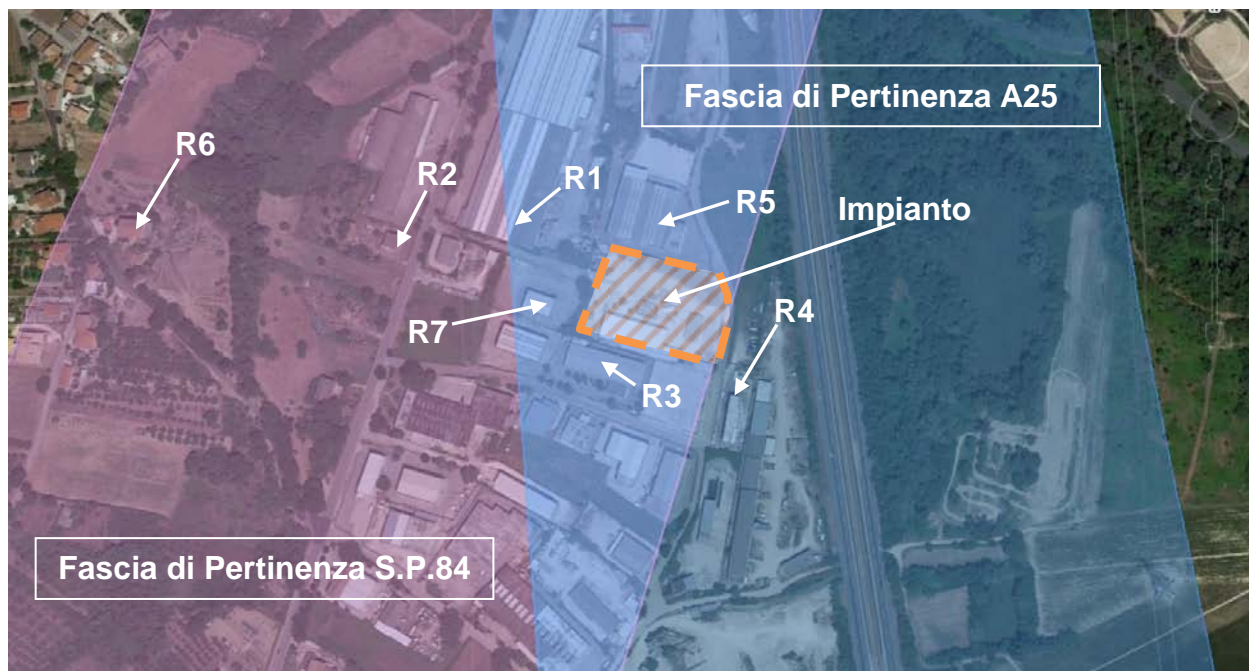 Fascia di Pertinenza A25
R6
R2
R1
R5
Impianto
R7
R4
R3
Fascia di Pertinenza S.P.84